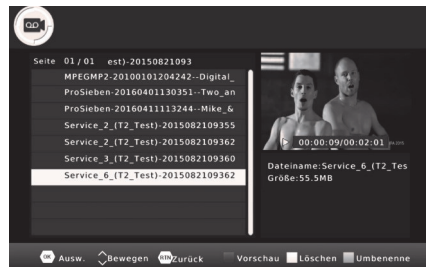 Seite 01/01 est)-20150821093
MPEGMP2-20100101204242--Digital_
ProSieben-20160401130351--Two_an
ProSieben-20160411113244--Mike_&
Service_2_(T2_Test)-2015082109355
Service_2_(T2_Test)-2015082109362
Service_3_(T2_Test)-2015082109360
Service_6_(T2_Test)-2015082109362
00:00:09/00:02:01
Dateiname:Service_6_(T2_Tes
Größe:55.5MB
OK Ausw. Bewegen RTN Zurück Vorschau Löschen Umbenenne